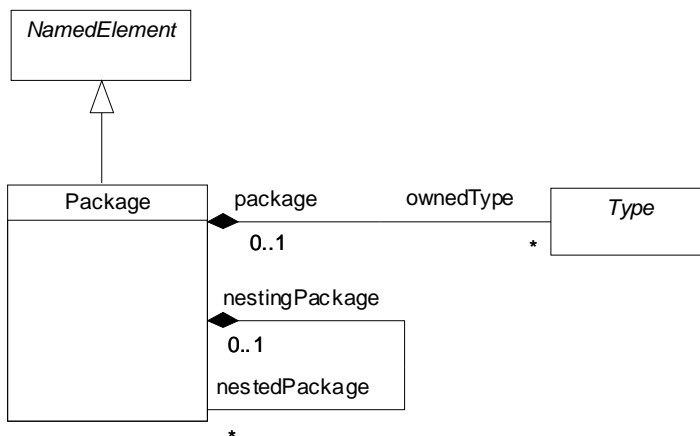 NamedElement
Package
package
ownedType
Type
0..1
*
nestingPackage
0..1
nestedPackage
*